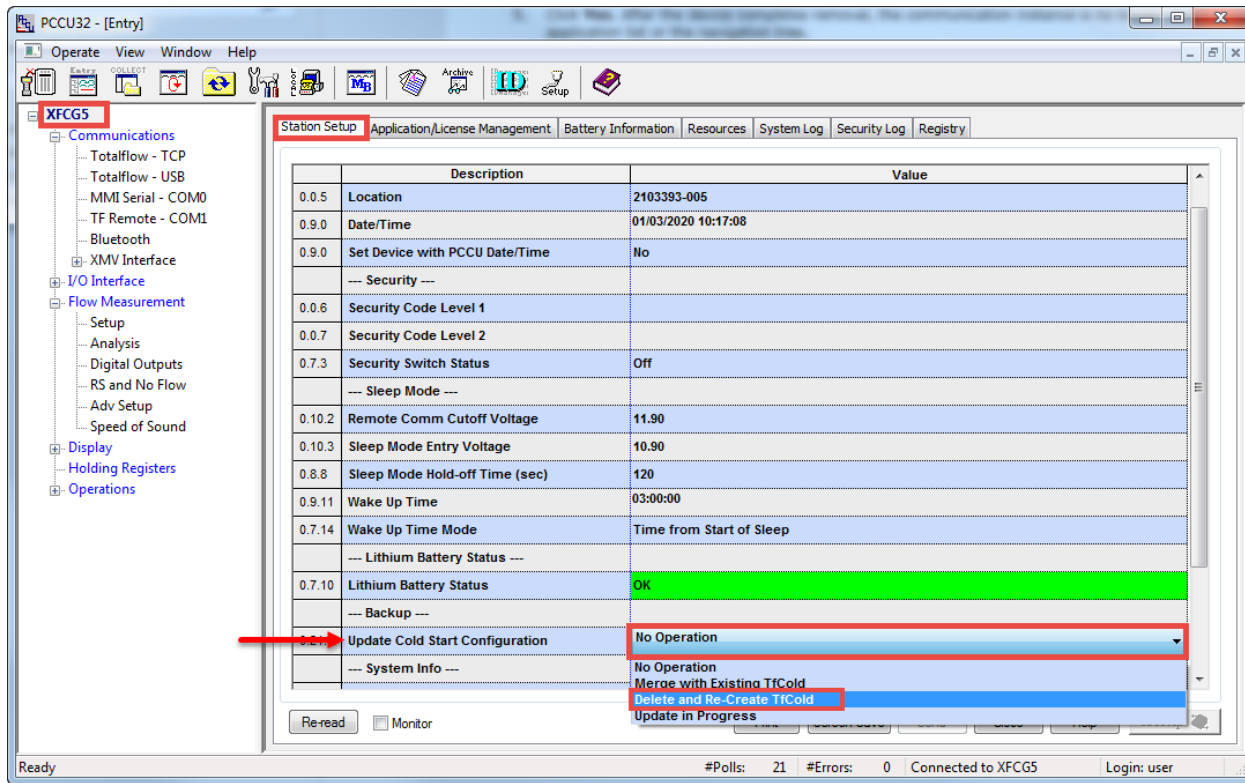 PCCU32 - [Entry]
Operate View Window Help
Entry
COLLECT
MB
Archive
ID
Setup
XFCG5
Communications
Totalflow - TCP
Totalflow - USB
MMI Serial - COM0
TF Remote - COM1
Bluetooth
XMV Interface
I/O Interface
Flow Measurement
Setup
Analysis
Digital Outputs
RS and No Flow
Adv Setup
Speed of Sound
Display
Holding Registers
Operations
Station Setup Application/License Management Battery Information Resources System Log Security Log Registry
Description Value
0.0.5 Location 2103393-005
0.9.0 Date/Time 01/03/2020 10:17:08
0.9.0 Set Device with PCCU Date/Time No
--- Security ---
0.0.6 Security Code Level 1
0.0.7 Security Code Level 2
0.7.3 Security Switch Status Off
--- Sleep Mode ---
0.10.2 Remote Comm Cutoff Voltage 11.90
0.10.3 Sleep Mode Entry Voltage 10.90
0.8.8 Sleep Mode Hold-off Time (sec) 120
0.9.11 Wake Up Time 03:00:00
0.7.14 Wake Up Time Mode Time from Start of Sleep
--- Lithium Battery Status ---
0.7.10 Lithium Battery Status OK
--- Backup ---
Update Cold Start Configuration No Operation
--- System Info ---
No Operation
Merge with Existing TfCold
Delete and Re-Create TfCold
Update in Progress
Re-read Monitor
Ready #Polls: 21 #Errors: 0 Connected to XFCG5 Login: user